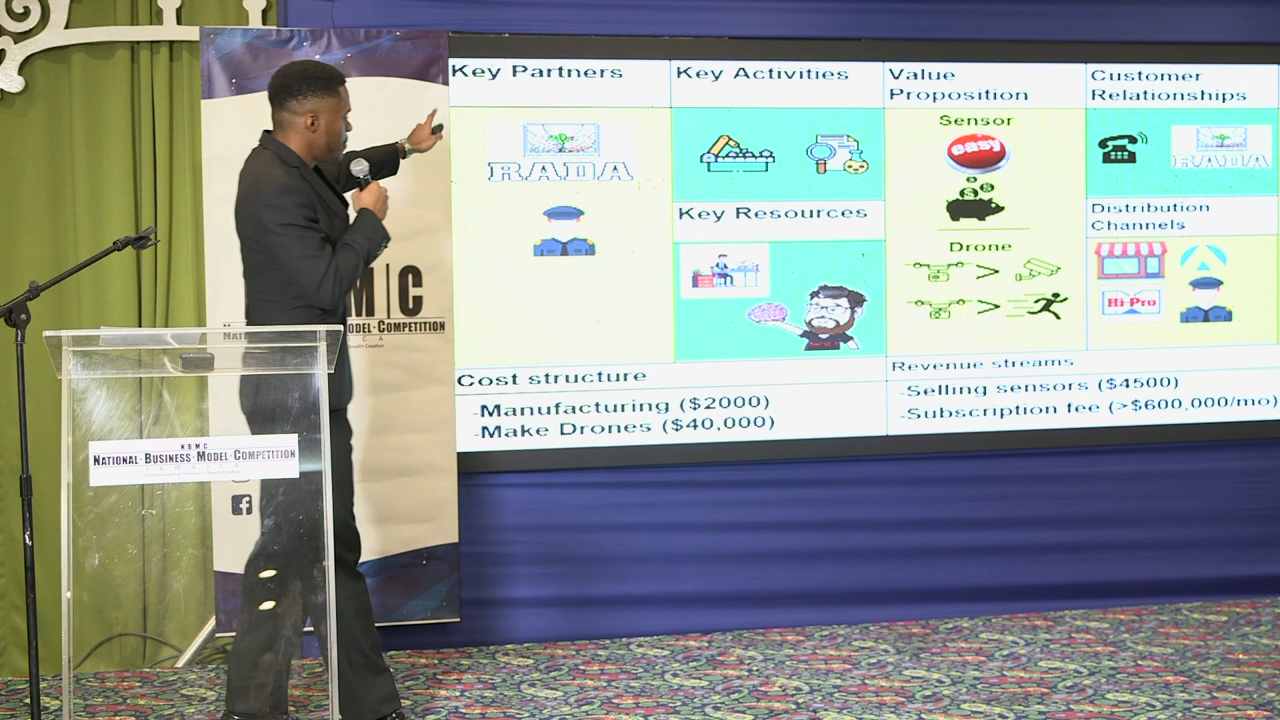 Key Partners
Key Activities
Value
Proposition
Customer
Relationships
RADA
Sensor
easy
RADA
Key Resources
Distribution
Channels
Drone
>
>
Hi-Pro
Cost structure
-Manufacturing ($2000)
-Make Drones ($40,000)
Revenue streams
-Selling sensors ($4500)
-Subscription fee (>$600,000/mo)
M|C
ODEL·COMPETITION
N.B.M.C
NATIONAL·BUSINESS·MODEL·COMPETITION
JAMAICA